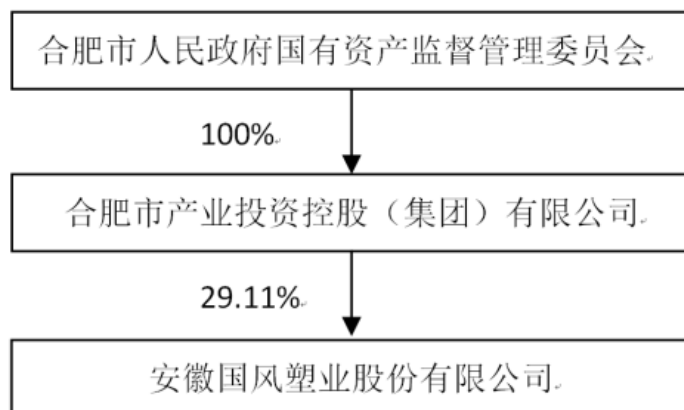 合肥市人民政府国有资产监督管理委员会
100%
合肥市产业投资控股（集团）有限公司
29.11%
安徽国风塑业股份有限公司